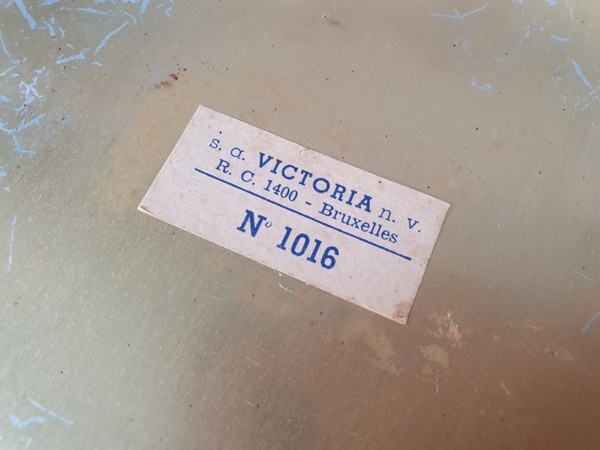 s. a. VICTORIA n. v.
R. C. 1400 - Bruxelles
N° 1016